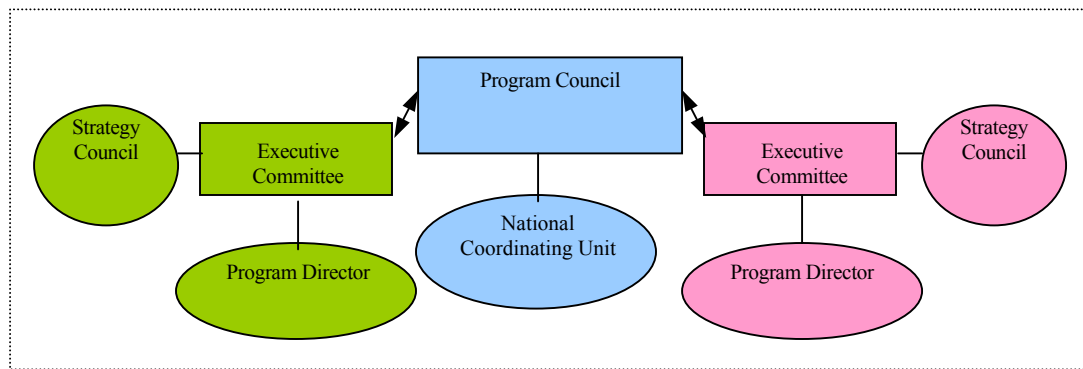 Program Council
Strategy
Council
Executive
Committee
Executive
Committee
Strategy
Council
National
Coordinating Unit
Program Director
Program Director